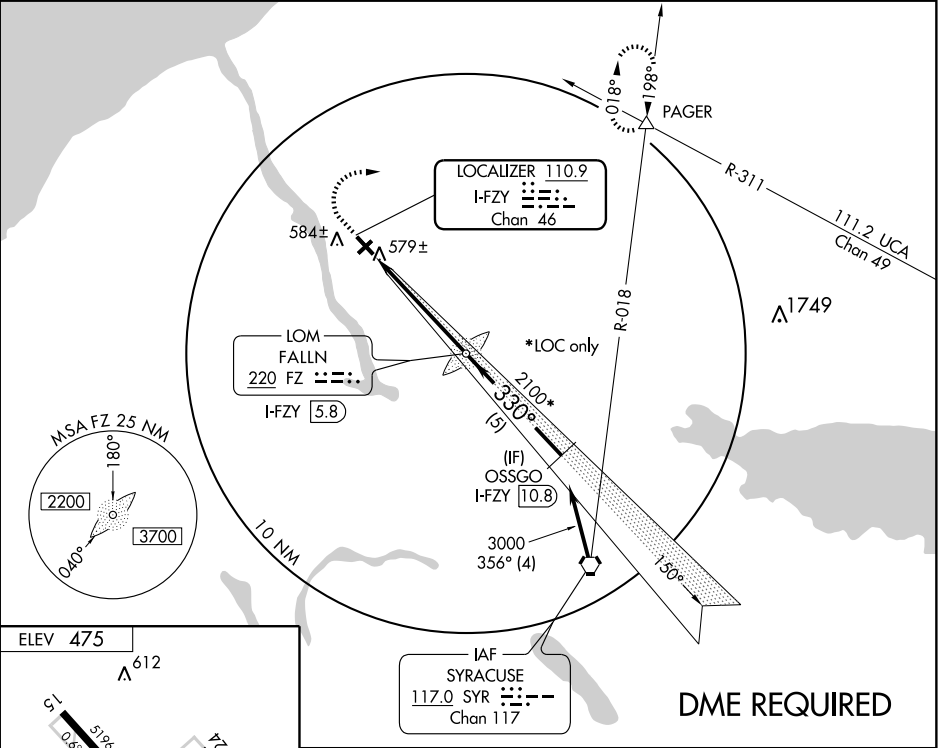 018°
198°
PAGER
R-311
111.2 UCA
Chan 49
LOCALIZER 110.9
I-FZY
Chan 46
584±
579±
1749
R-018
LOM
FALLN
220 FZ
I-FZY 5.8
*LOC only
2100*
330°
(5)
(IF)
OSSGO
I-FZY 10.8
MSA FZ 25 NM
180°
2200
3700
040°
10 NM
3000
356° (4)
150°
IAF
SYRACUSE
117.0 SYR
Chan 117
DME REQUIRED
ELEV 475
612
15
5196
24